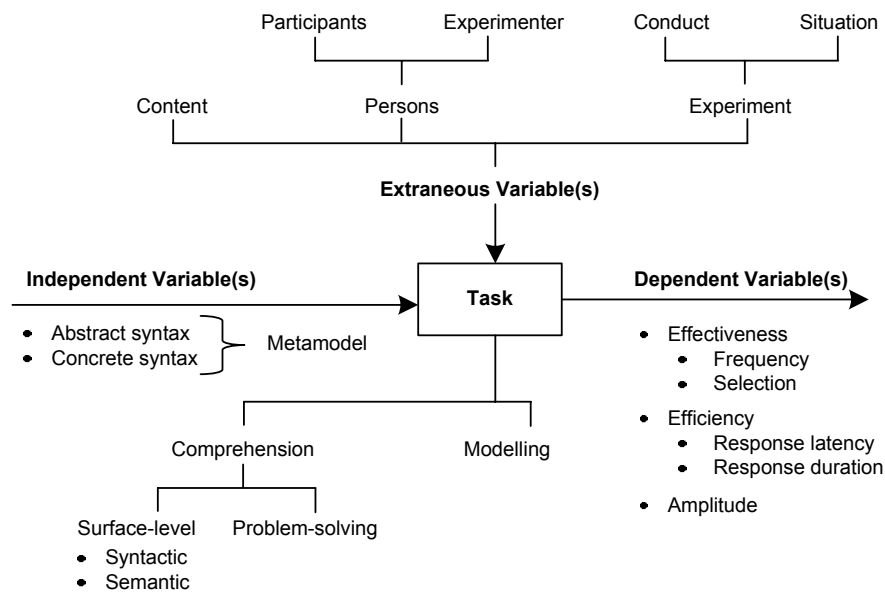 Participants Experimenter Conduct Situation
Content Persons Experiment
Extraneous Variable(s)
Independent Variable(s) Task Dependent Variable(s)
• Abstract syntax
• Concrete syntax
Metamodel
• Effectiveness
• Frequency
• Selection
• Efficiency
• Response latency
• Response duration
• Amplitude
Comprehension Modelling
Surface-level Problem-solving
• Syntactic
• Semantic